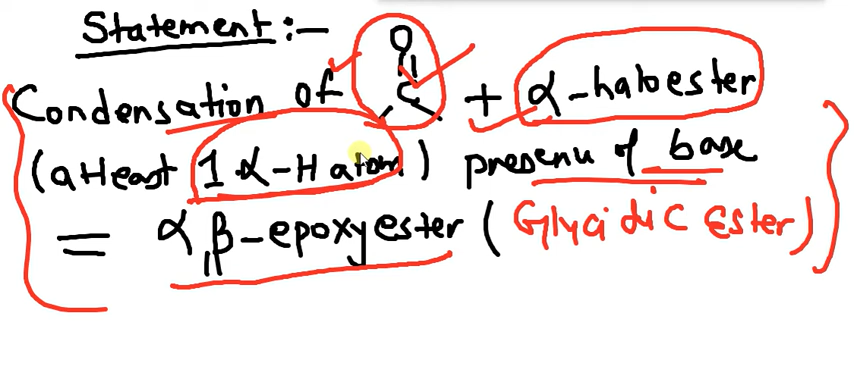 Statement :-
Condensation of O || C + α-haloester
(atleast 1 α-H atom) presence of base
= α,β-epoxyester (Glycidic Ester)